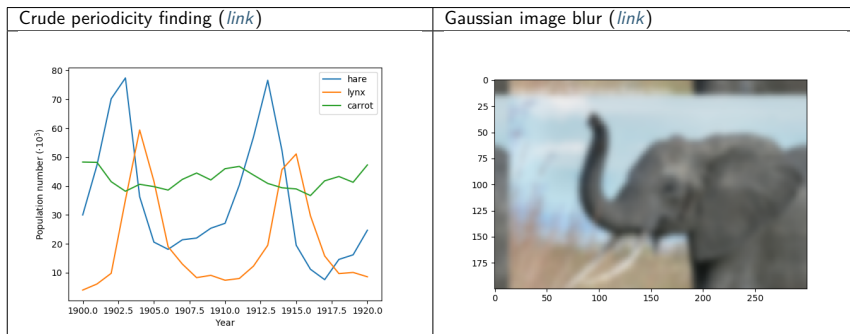 Crude periodicity finding (link)
Gaussian image blur (link)
80
70
60
50
40
30
20
10
Population number (·10³)
hare
lynx
carrot
1900.0 1902.5 1905.0 1907.5 1910.0 1912.5 1915.0 1917.5 1920.0
Year
0
25
50
75
100
125
150
175
0 50 100 150 200 250